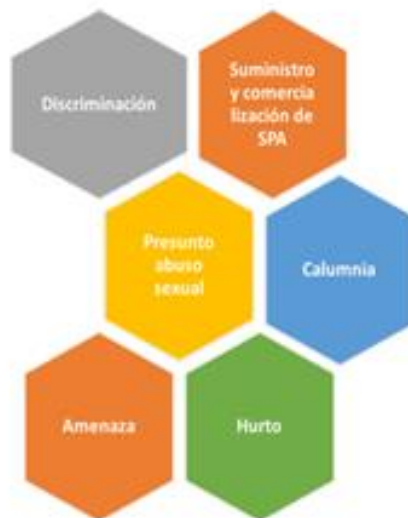 Discriminación
Suministro
y comercia
lización de
SPA
Presunto
abuso
sexual
Calumnia
Amenaza
Hurto